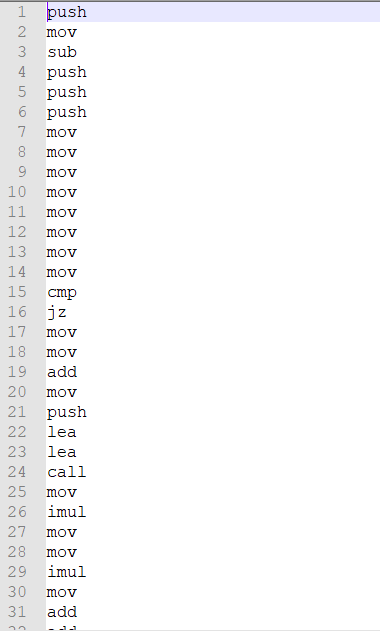 1 push
2 mov
3 sub
4 push
5 push
6 push
7 mov
8 mov
9 mov
10 mov
11 mov
12 mov
13 mov
14 mov
15 cmp
16 jz
17 mov
18 mov
19 add
20 mov
21 push
22 lea
23 lea
24 call
25 mov
26 imul
27 mov
28 mov
29 imul
30 mov
31 add